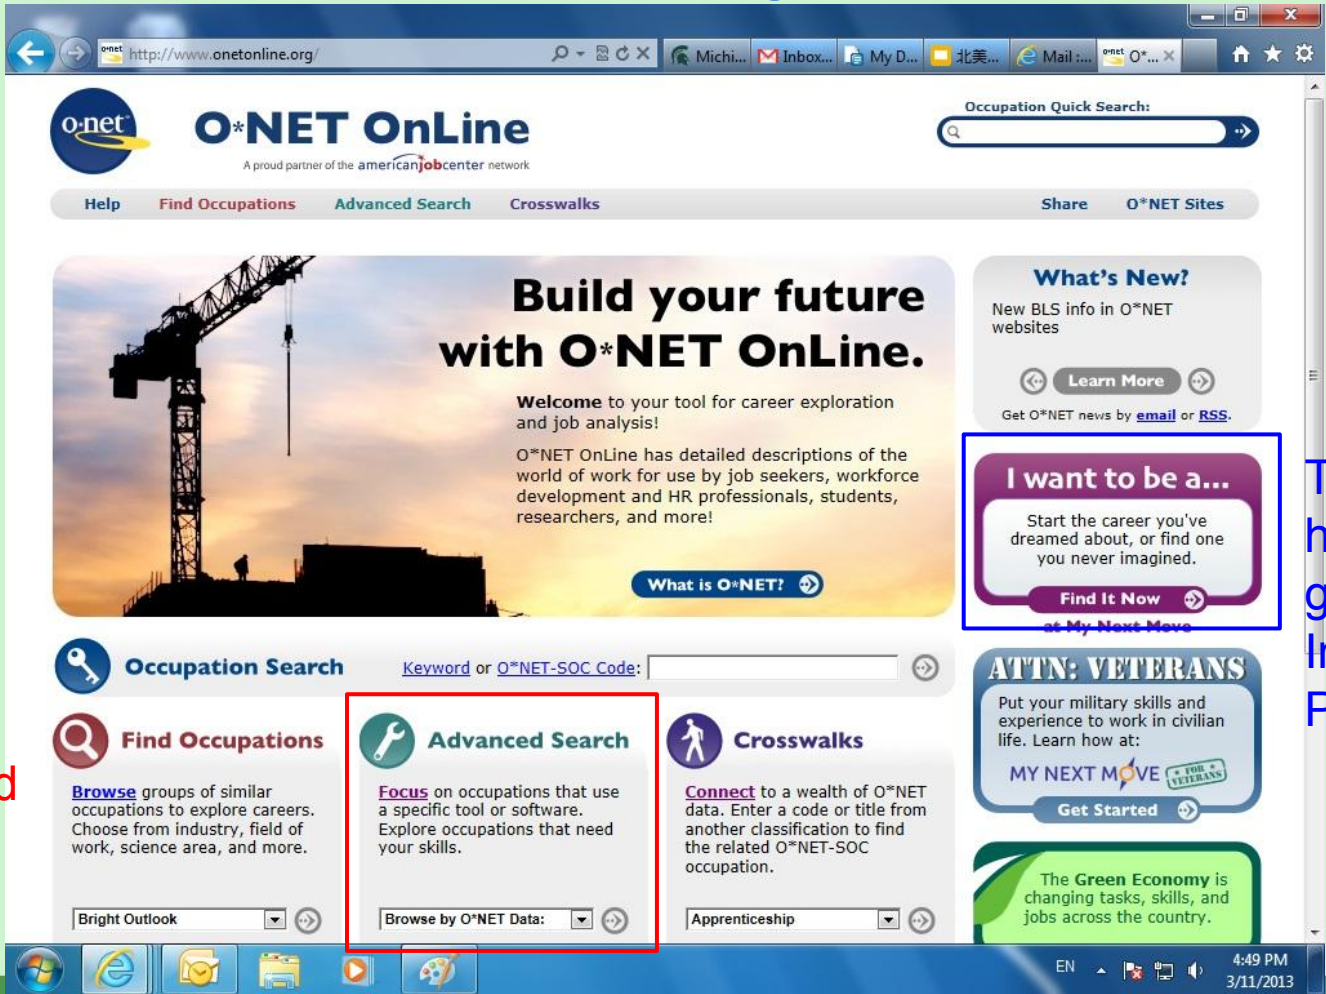 http://www.onetonline.org/
Michi...
Inbox...
My D...
北美...
Mail :...
O*...
o·net
O*NET OnLine
A proud partner of the americanjobcenter network
Occupation Quick Search:
Help Find Occupations Advanced Search Crosswalks Share O*NET Sites
Build your future
with O*NET OnLine.
Welcome to your tool for career exploration
and job analysis!
O*NET OnLine has detailed descriptions of the
world of work for use by job seekers, workforce
development and HR professionals, students,
researchers, and more!
What is O*NET?
What's New?
New BLS info in O*NET
websites
Learn More
Get O*NET news by email or RSS.
I want to be a...
Start the career you've
dreamed about, or find one
you never imagined.
Find It Now
at My Next Move
Occupation Search Keyword or O*NET-SOC Code:
ATTN: VETERANS
Put your military skills and
experience to work in civilian
life. Learn how at:
MY NEXT MOVE FOR VETERANS
Get Started
Find Occupations
Browse groups of similar
occupations to explore careers.
Choose from industry, field of
work, science area, and more.
Bright Outlook
Advanced Search
Focus on occupations that use
a specific tool or software.
Explore occupations that need
your skills.
Browse by O*NET Data:
Crosswalks
Connect to a wealth of O*NET
data. Enter a code or title from
another classification to find
the related O*NET-SOC
occupation.
Apprenticeship
The Green Economy is
changing tasks, skills, and
jobs across the country.
EN
4:49 PM
3/11/2013